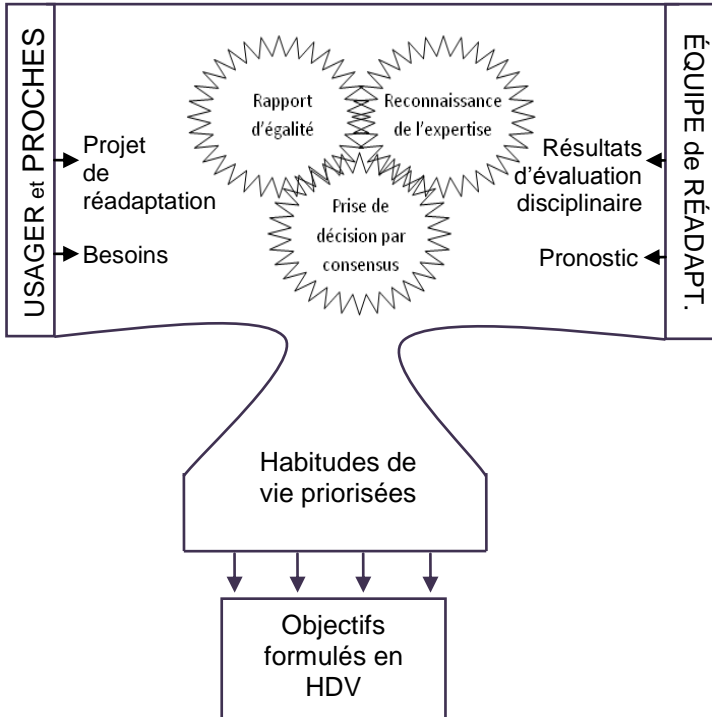 USAGER et PROCHES
Projet
de
réadaptation
Besoins
Rapport
d'égalité
Reconnaissance
de l'expertise
Prise de
décision par
consensus
Résultats
d'évaluation
disciplinaire
Pronostic
ÉQUIPE de RÉADAPT.
Habitudes de
vie priorisées
Objectifs
formulés en
HDV